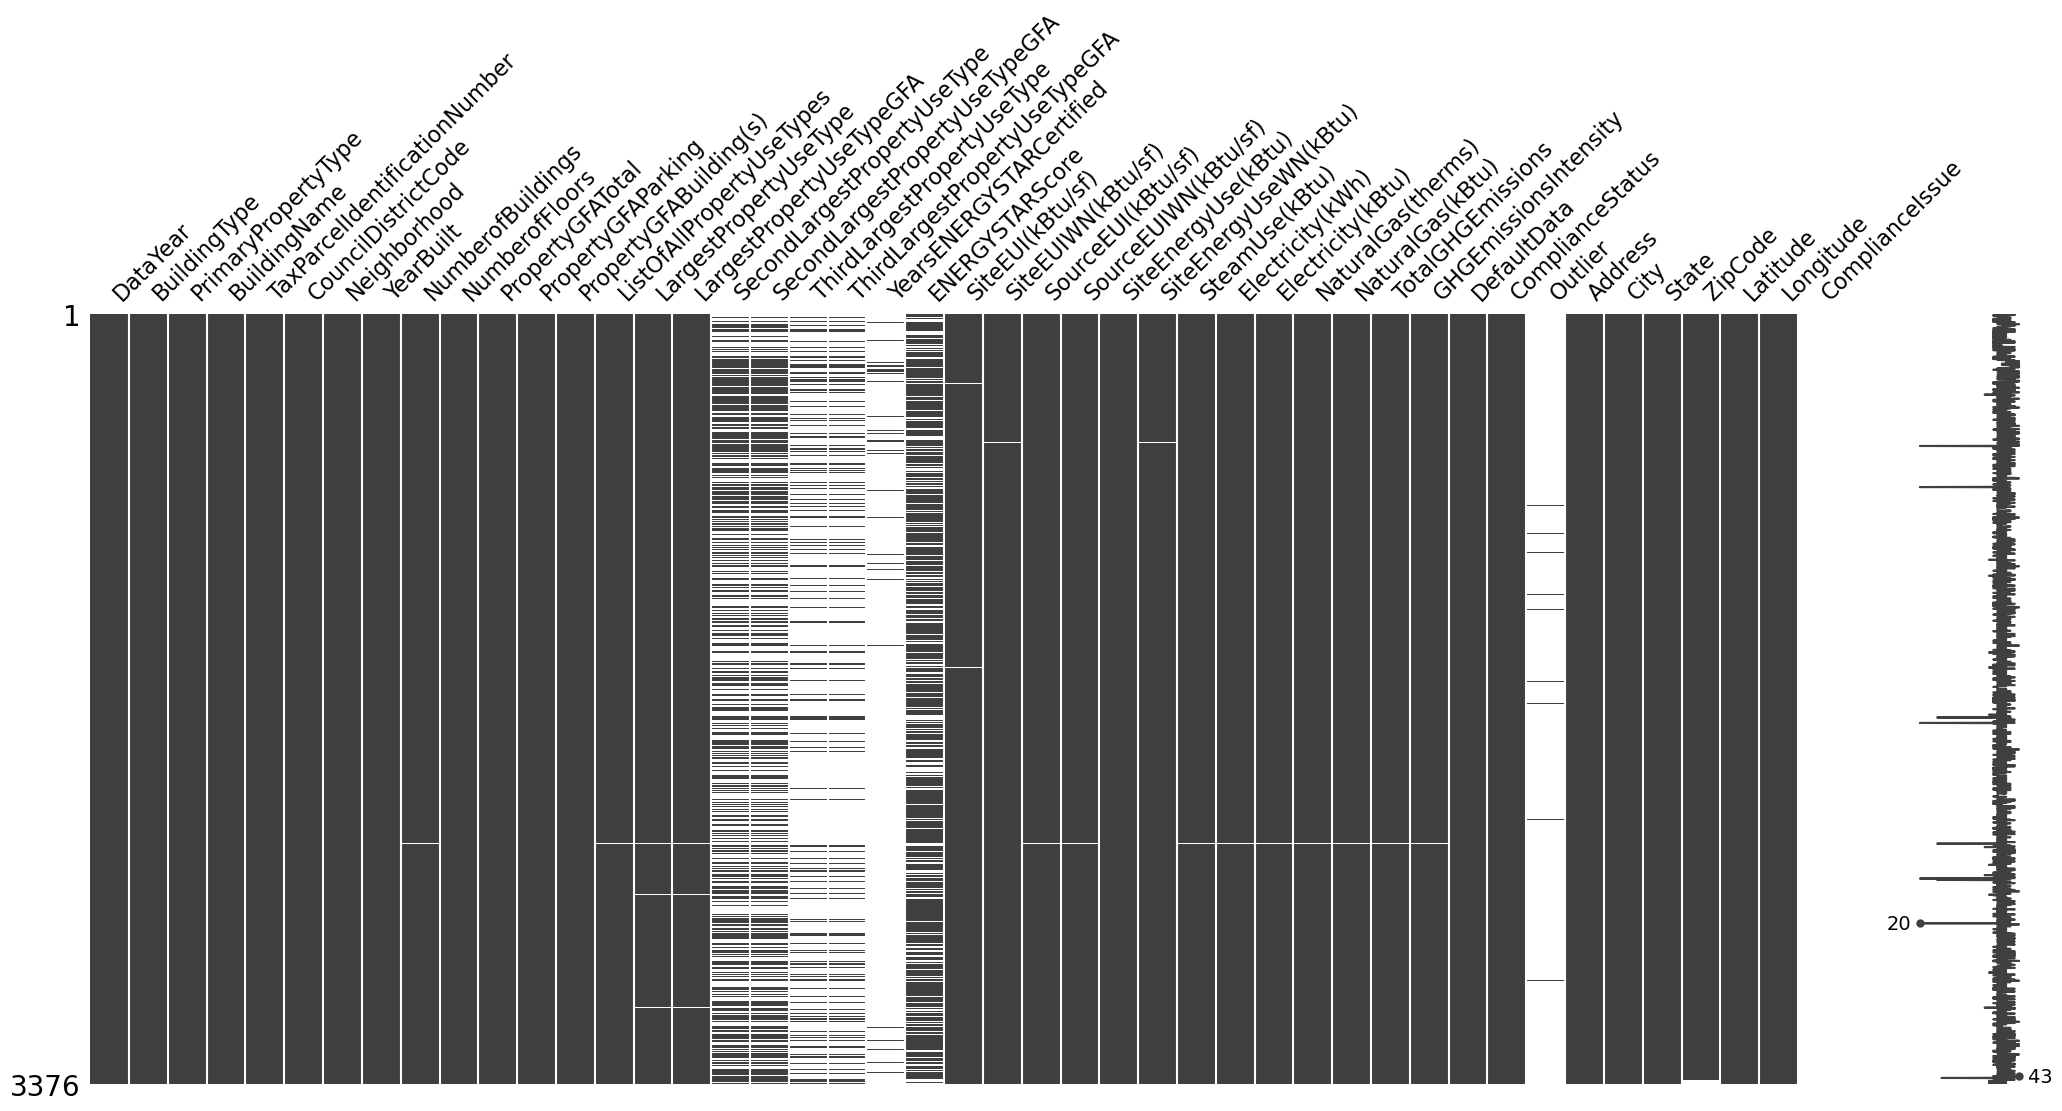 DataYear
BuildingType
PrimaryPropertyType
BuildingName
TaxParcelIdentificationNumber
CouncilDistrictCode
Neighborhood
YearBuilt
NumberofBuildings
NumberofFloors
PropertyGFATotal
PropertyGFAParking
PropertyGFABuilding(s)
ListOfAllPropertyUseTypes
LargestPropertyUseType
LargestPropertyUseTypeGFA
SecondLargestPropertyUseType
SecondLargestPropertyUseTypeGFA
ThirdLargestPropertyUseType
ThirdLargestPropertyUseTypeGFA
YearsENERGYSTARCertified
ENERGYSTARScore
SiteEUI(kBtu/sf)
SiteEUIWN(kBtu/sf)
SourceEUI(kBtu/sf)
SourceEUIWN(kBtu/sf)
SiteEnergyUse(kBtu)
SiteEnergyUseWN(kBtu)
SteamUse(kBtu)
Electricity(kWh)
Electricity(kBtu)
NaturalGas(therms)
NaturalGas(kBtu)
TotalGHGEmissions
GHGEmissionsIntensity
DefaultData
ComplianceStatus
Outlier
Address
City
State
ZipCode
Latitude
Longitude
ComplianceIssue
1
20
43
3376